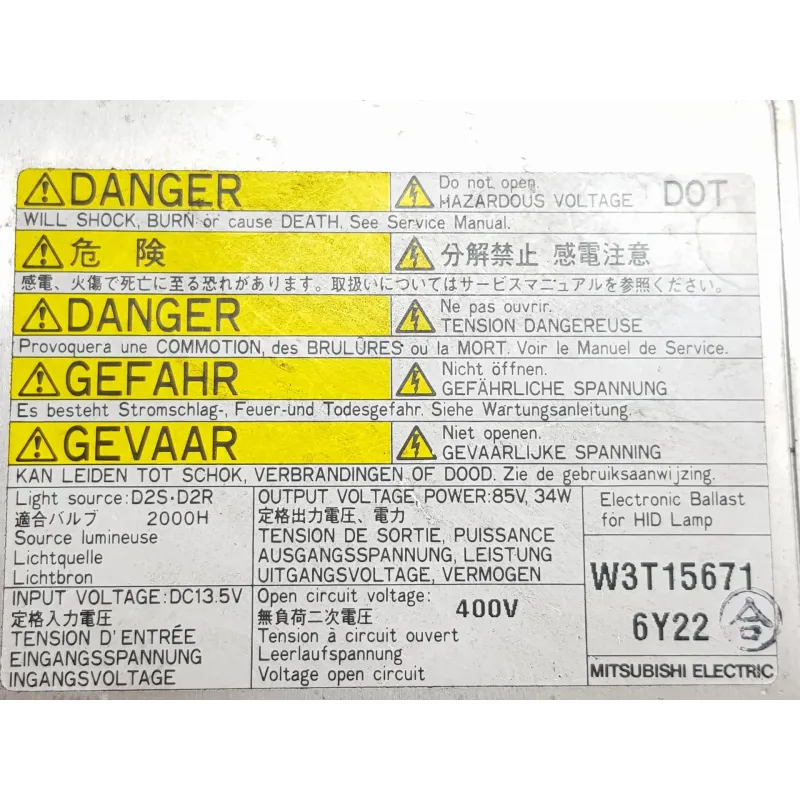 DANGER
Do not open.
HAZARDOUS VOLTAGE
DOT
WILL SHOCK, BURN or cause DEATH. See Service Manual.
危 険
分解禁止 感電注意
感電、火傷で死亡に至る恐れがあります。取扱いについてはサービスマニュアルを参照ください。
DANGER
Ne pas ouvrir.
TENSION DANGEREUSE
Provoquera une COMMOTION, des BRULÛRES ou la MORT. Voir le Manuel de Service.
GEFAHR
Nicht öffnen.
GEFÄHRLICHE SPANNUNG
Es besteht Stromschlag-, Feuer-und Todesgefahr. Siehe Wartungsanleitung.
GEVAAR
Niet openen.
GEVAARLIJKE SPANNING
KAN LEIDEN TOT SCHOK, VERBRANDINGEN OF DOOD. Zie de gebruiksaanwijzing.
Light source:D2S·D2R
適合バルブ 2000H
Source lumineuse
Lichtquelle
Lichtbron
OUTPUT VOLTAGE, POWER:85V, 34W
定格出力電圧、電力
TENSION DE SORTIE, PUISSANCE
AUSGANGSSPANNUNG, LEISTUNG
UITGANGSVOLTAGE, VERMOGEN
Electronic Ballast
for HID Lamp
INPUT VOLTAGE:DC13.5V
定格入力電圧
TENSION D'ENTRÉE
EINGANGSSPANNUNG
INGANGSVOLTAGE
Open circuit voltage:
無負荷二次電圧 400V
Tension à circuit ouvert
Leerlaufspannung
Voltage open circuit
W3T15671
6Y22 合
MITSUBISHI ELECTRIC